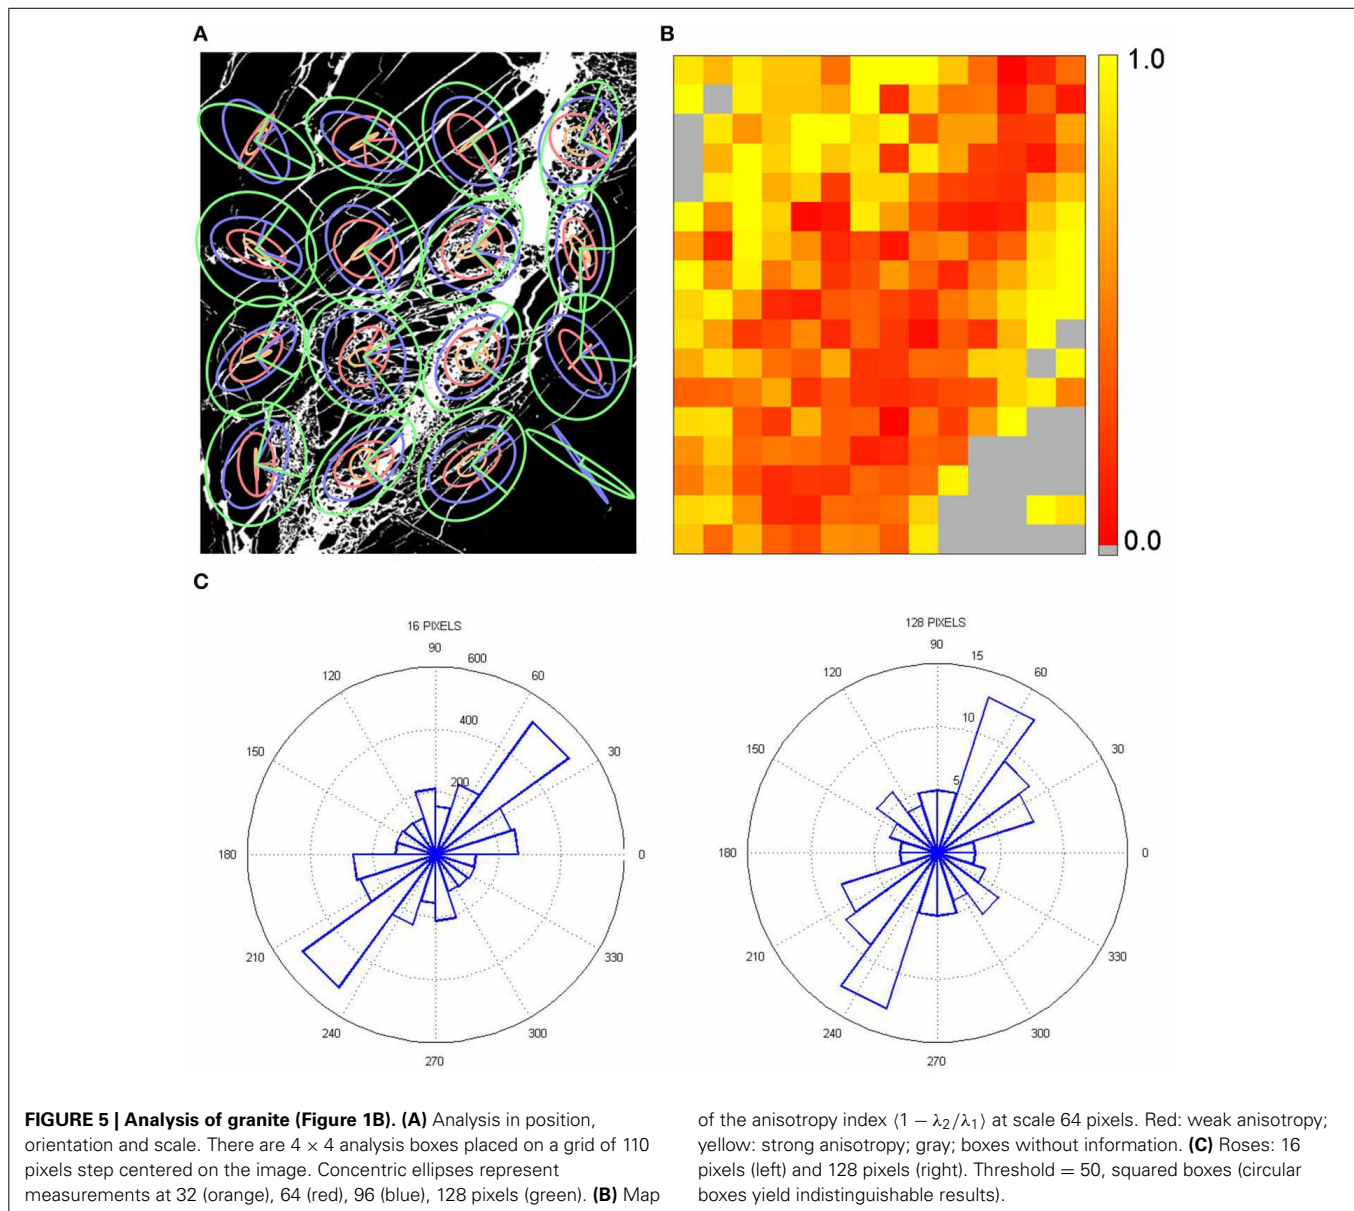 A
B
1.0
0.0
C
16 PIXELS
90
600
120
60
400
150
30
200
180
0
210
330
240
300
270
128 PIXELS
90
15
120
60
10
150
30
5
180
0
210
330
240
300
270
FIGURE 5 | Analysis of granite (Figure 1B). (A) Analysis in position,
orientation and scale. There are 4 × 4 analysis boxes placed on a grid of 110
pixels step centered on the image. Concentric ellipses represent
measurements at 32 (orange), 64 (red), 96 (blue), 128 pixels (green). (B) Map
of the anisotropy index ⟨1 − λ2/λ1⟩ at scale 64 pixels. Red: weak anisotropy;
yellow: strong anisotropy; gray; boxes without information. (C) Roses: 16
pixels (left) and 128 pixels (right). Threshold = 50, squared boxes (circular
boxes yield indistinguishable results).